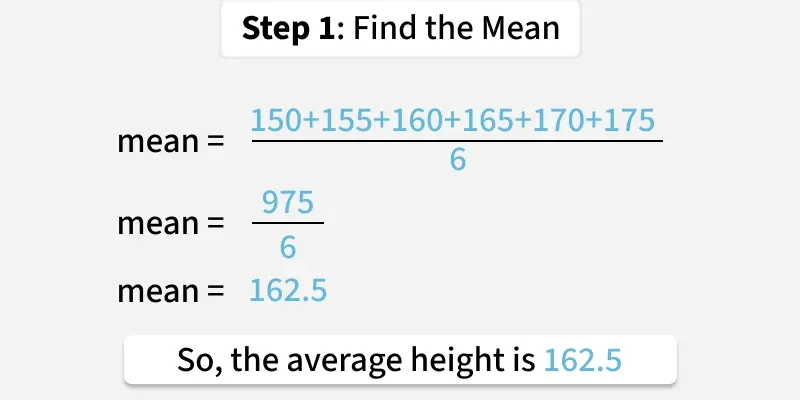 Step 1: Find the Mean
mean = 150+155+160+165+170+175
6
mean = 975
6
mean = 162.5
So, the average height is 162.5